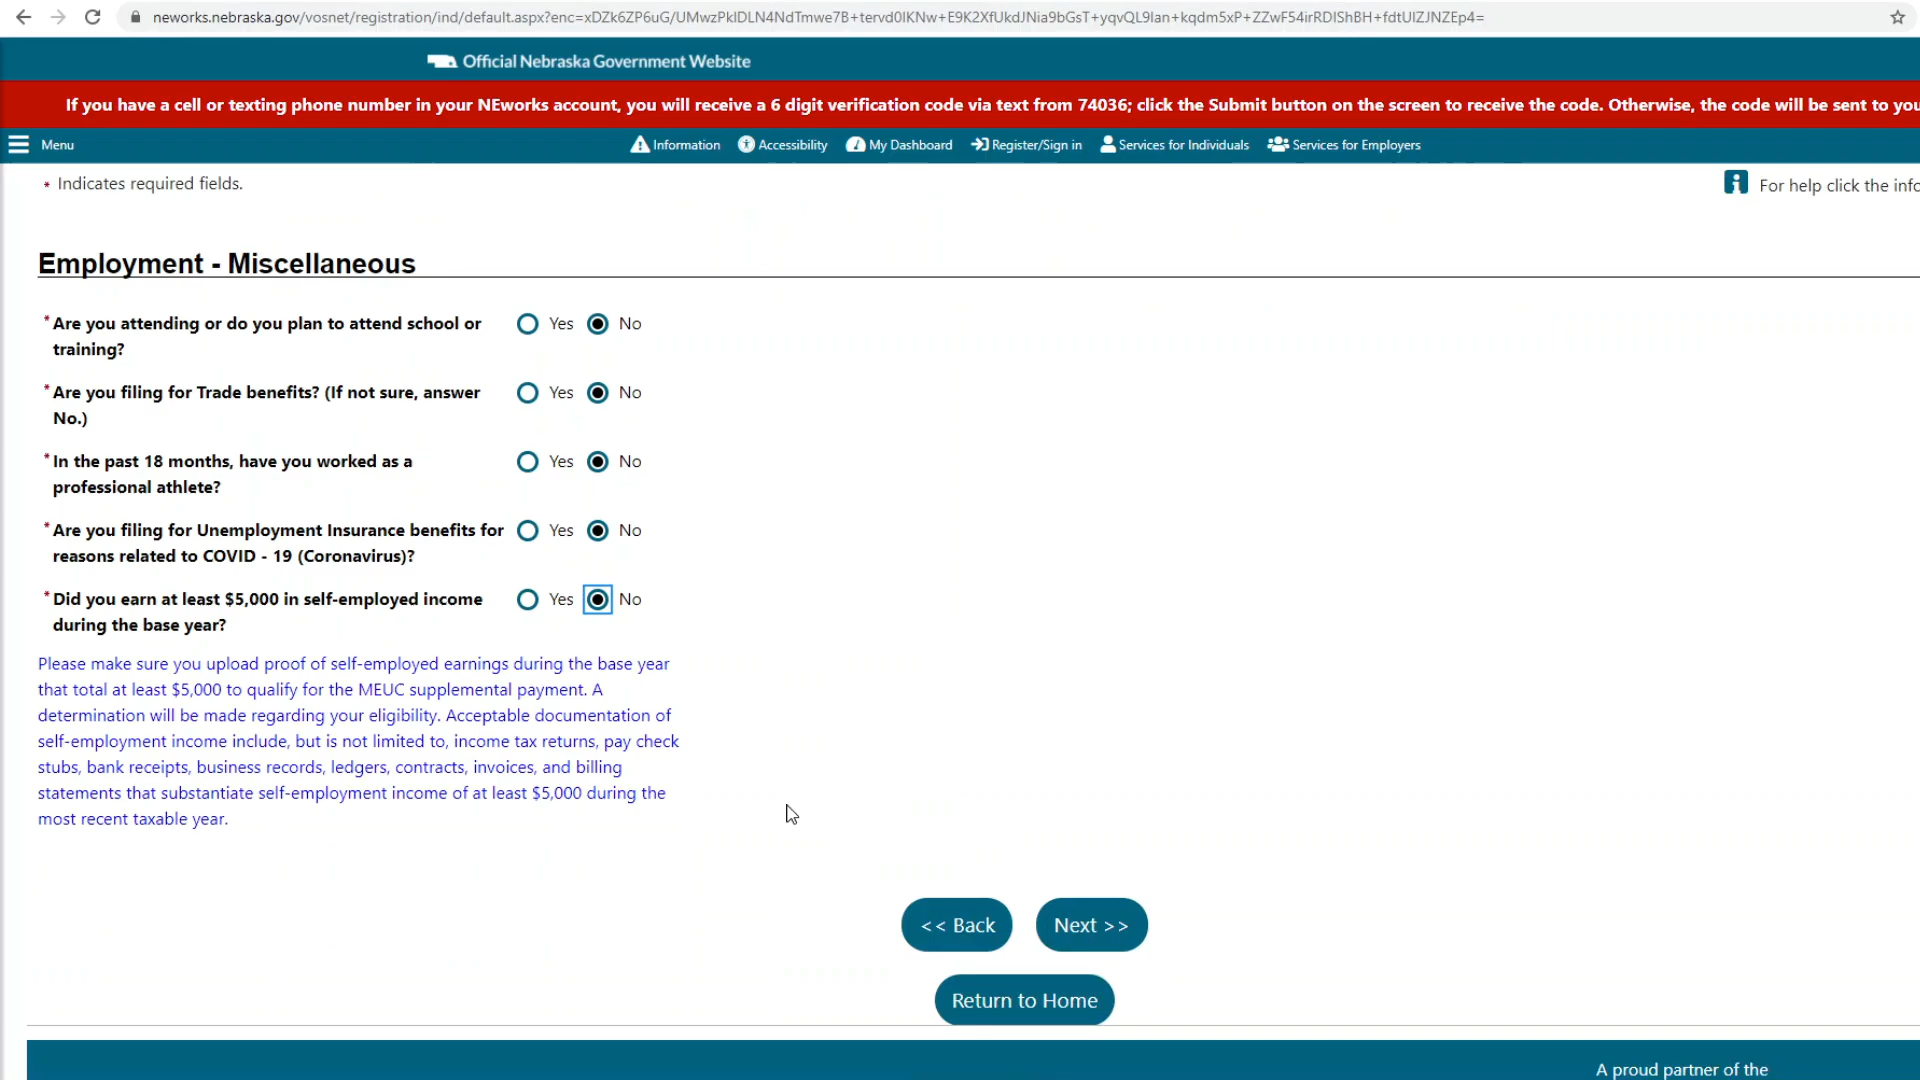 neworks.nebraska.gov/vosnet/registration/ind/default.aspx?enc=xDZk6ZP6uG/UMwzPkIDLN4NdTmwe7B+tervd0IKNw+E9K2XfUkdJNia9bGsT+yqvQL9lan+kqdm5xP+ZZwF54irRDIShBH+fdtUIZJNZEp4=
Official Nebraska Government Website
If you have a cell or texting phone number in your NEworks account, you will receive a 6 digit verification code via text from 74036; click the Submit button on the screen to receive the code. Otherwise, the code will be sent to you
Menu Information Accessibility My Dashboard Register/Sign in Services for Individuals Services for Employers
* Indicates required fields. For help click the info
Employment - Miscellaneous
* Are you attending or do you plan to attend school or Yes No
training?
* Are you filing for Trade benefits? (If not sure, answer Yes No
No.)
* In the past 18 months, have you worked as a Yes No
professional athlete?
* Are you filing for Unemployment Insurance benefits for Yes No
reasons related to COVID - 19 (Coronavirus)?
* Did you earn at least $5,000 in self-employed income Yes No
during the base year?
Please make sure you upload proof of self-employed earnings during the base year
that total at least $5,000 to qualify for the MEUC supplemental payment. A
determination will be made regarding your eligibility. Acceptable documentation of
self-employment income include, but is not limited to, income tax returns, pay check
stubs, bank receipts, business records, ledgers, contracts, invoices, and billing
statements that substantiate self-employment income of at least $5,000 during the
most recent taxable year.
<< Back Next >>
Return to Home
A proud partner of the